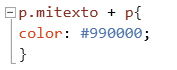 p.mitexto + p{
color: #990000;
}